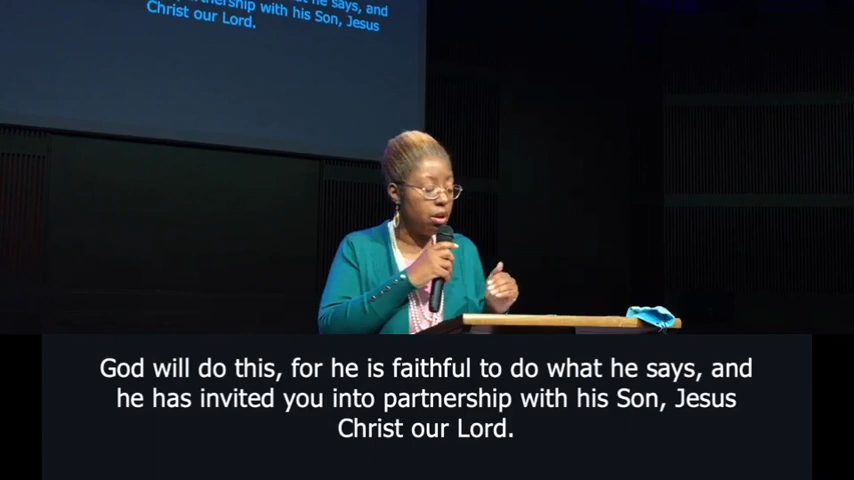 partnership with his Son, Jesus
Christ our Lord.
God will do this, for he is faithful to do what he says, and
he has invited you into partnership with his Son, Jesus
Christ our Lord.